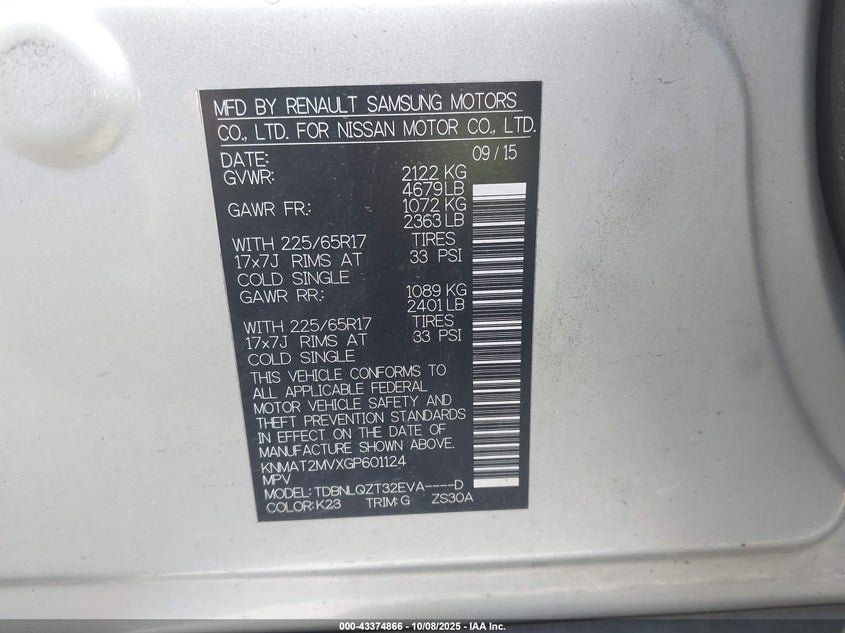 MFD BY RENAULT SAMSUNG MOTORS
CO., LTD. FOR NISSAN MOTOR CO., LTD.
DATE: 09 / 15
GVWR: 2122 KG
4679 LB
GAWR FR.: 1072 KG
2363 LB
WITH 225/65R17 TIRES
17x7J RIMS AT 33 PSI
COLD SINGLE
GAWR RR.: 1089 KG
2401 LB
WITH 225/65R17 TIRES
17x7J RIMS AT 33 PSI
COLD SINGLE
THIS VEHICLE CONFORMS TO
ALL APPLICABLE FEDERAL
MOTOR VEHICLE SAFETY AND
THEFT PREVENTION STANDARDS
IN EFFECT ON THE DATE OF
MANUFACTURE SHOWN ABOVE.
KNMAT2MVXGP601124
MPV
MODEL: TDBNLQZT32EVA----D
COLOR: K23 TRIM: G ZS30A
000-43374866 | 10/08/2025 | IAA Inc.